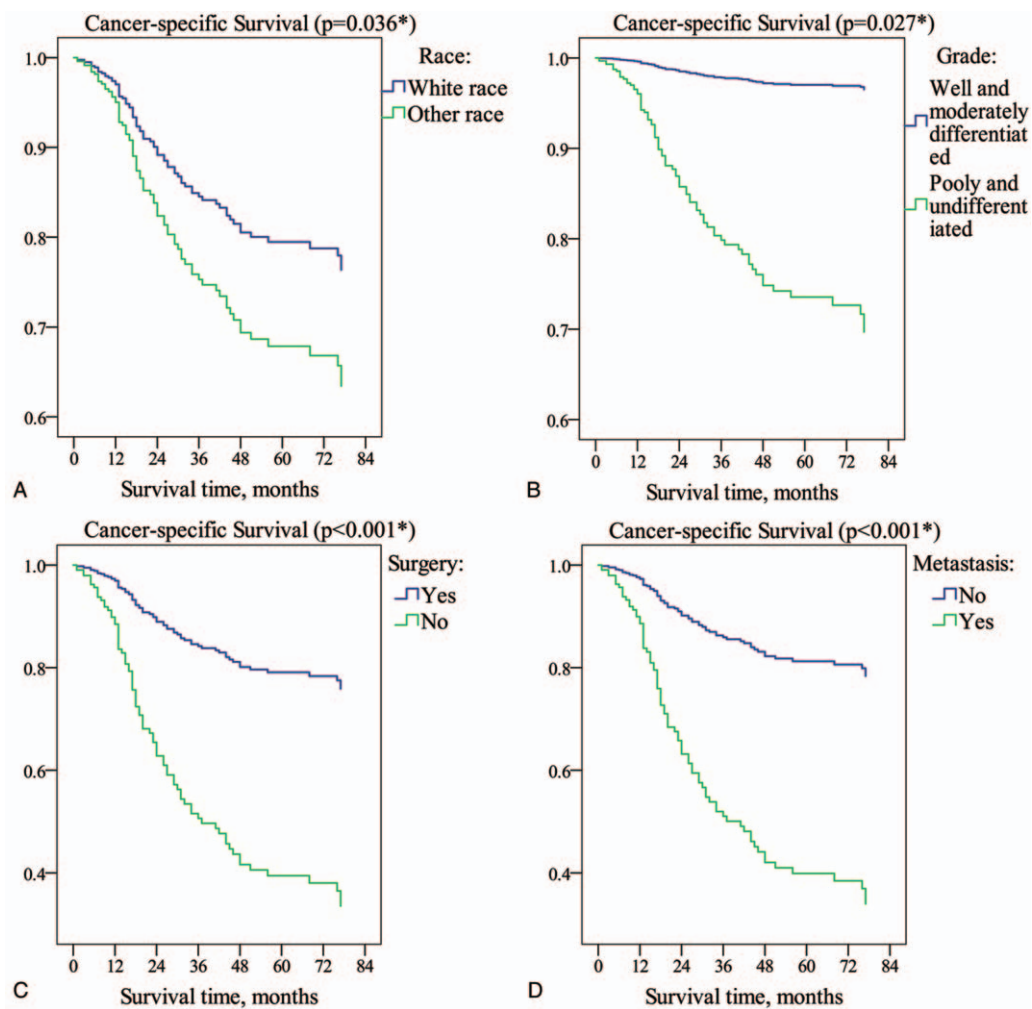 Cancer-specific Survival (p=0.036*)
Race:
White race
Other race
1.0
0.9
0.8
0.7
0.6
0 12 24 36 48 60 72 84
A
Survival time, months
Cancer-specific Survival (p=0.027*)
Grade:
Well and
moderately
differentiat
ed
Pooly and
undifferent
iated
1.0
0.9
0.8
0.7
0.6
0 12 24 36 48 60 72 84
B
Survival time, months
Cancer-specific Survival (p<0.001*)
Surgery:
Yes
No
1.0
0.8
0.6
0.4
0 12 24 36 48 60 72 84
C
Survival time, months
Cancer-specific Survival (p<0.001*)
Metastasis:
No
Yes
1.0
0.8
0.6
0.4
0 12 24 36 48 60 72 84
D
Survival time, months